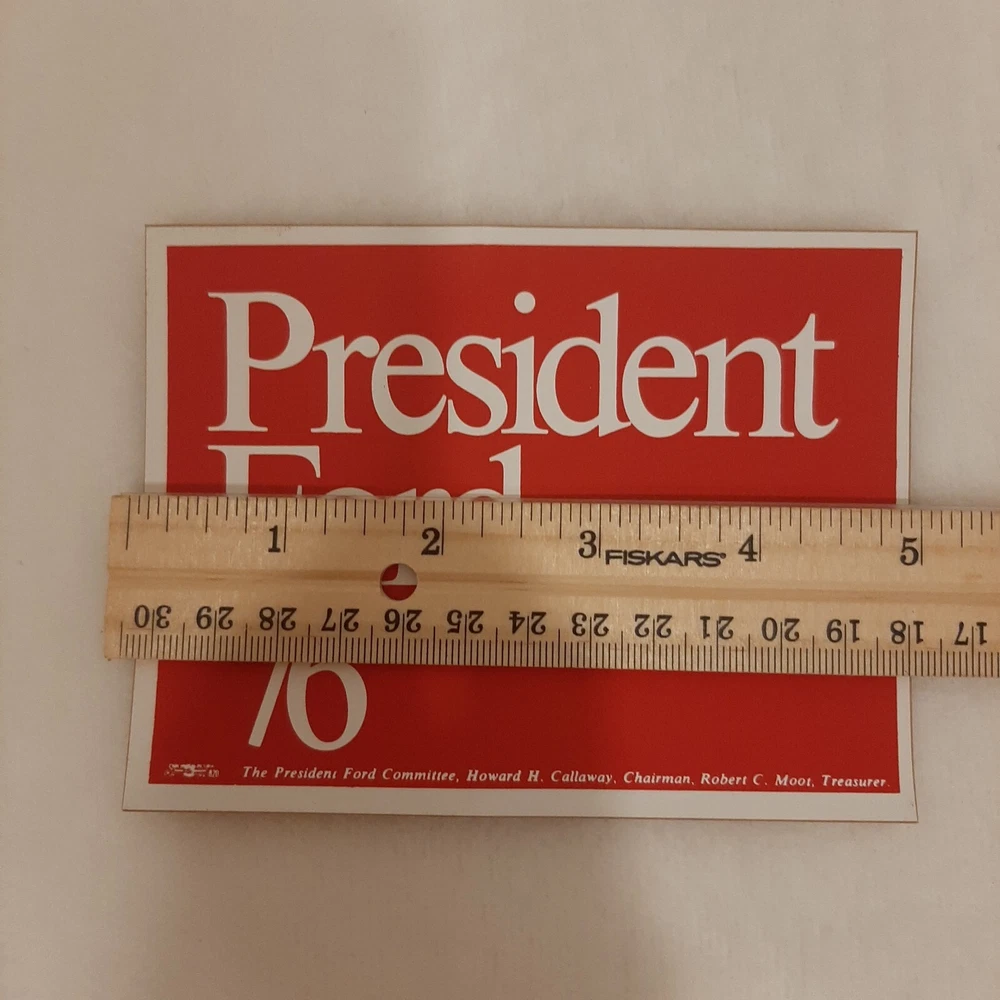 President
Ford
1 2 3 FISKARS® 4 5
30 29 28 27 26 25 24 23 22 21 20 19 18 17
'76
The President Ford Committee, Howard H. Callaway, Chairman, Robert C. Moot, Treasurer.